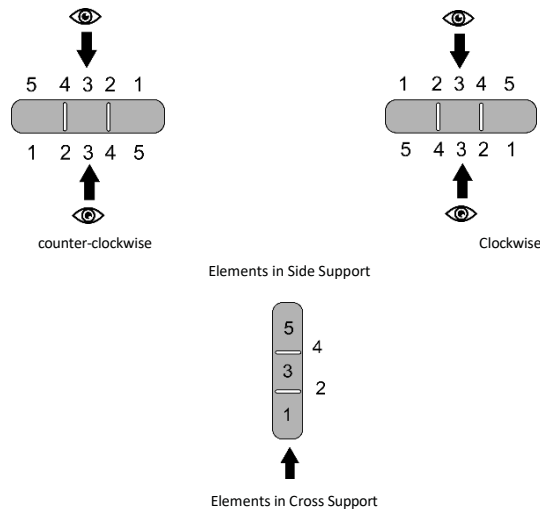 5 4 3 2 1
1 2 3 4 5
counter-clockwise
1 2 3 4 5
5 4 3 2 1
Clockwise
Elements in Side Support
5
4
3
2
1
Elements in Cross Support